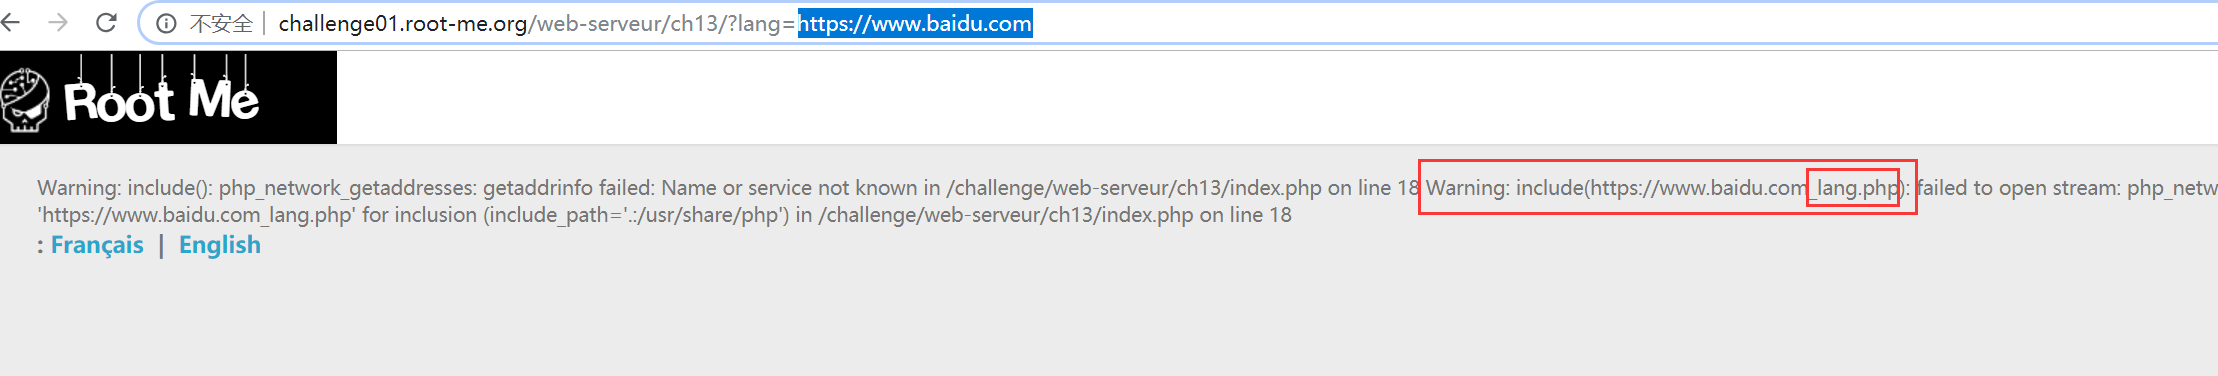 不安全 challenge01.root-me.org/web-serveur/ch13/?lang=https://www.baidu.com
Root Me
Warning: include(): php_network_getaddresses: getaddrinfo failed: Name or service not known in /challenge/web-serveur/ch13/index.php on line 18 Warning: include(https://www.baidu.com_lang.php): failed to open stream: php_netw
'https://www.baidu.com_lang.php' for inclusion (include_path='.:/usr/share/php') in /challenge/web-serveur/ch13/index.php on line 18
: Français | English